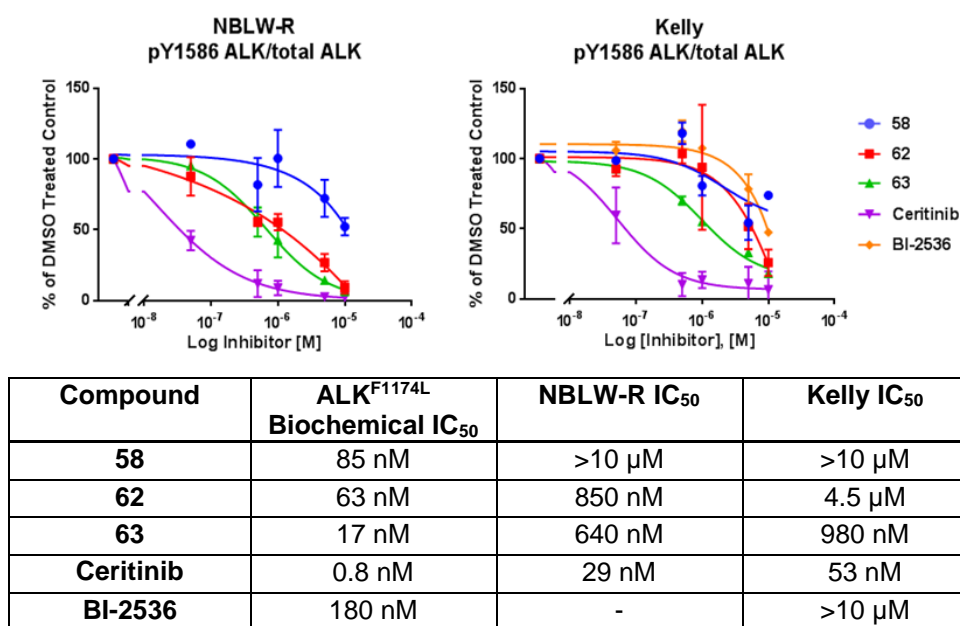 NBLW-R
pY1586 ALK/total ALK
% of DMSO Treated Control
150
100
50
0
10⁻⁸ 10⁻⁷ 10⁻⁶ 10⁻⁵ 10⁻⁴
Log Inhibitor [M]
Kelly
pY1586 ALK/total ALK
% of DMSO Treated Control
150
100
50
0
10⁻⁸ 10⁻⁷ 10⁻⁶ 10⁻⁵ 10⁻⁴
Log [Inhibitor], [M]
58
62
63
Ceritinib
BI-2536
Compound ALK^F1174L Biochemical IC₅₀ NBLW-R IC₅₀ Kelly IC₅₀
58 85 nM >10 µM >10 µM
62 63 nM 850 nM 4.5 µM
63 17 nM 640 nM 980 nM
Ceritinib 0.8 nM 29 nM 53 nM
BI-2536 180 nM - >10 µM